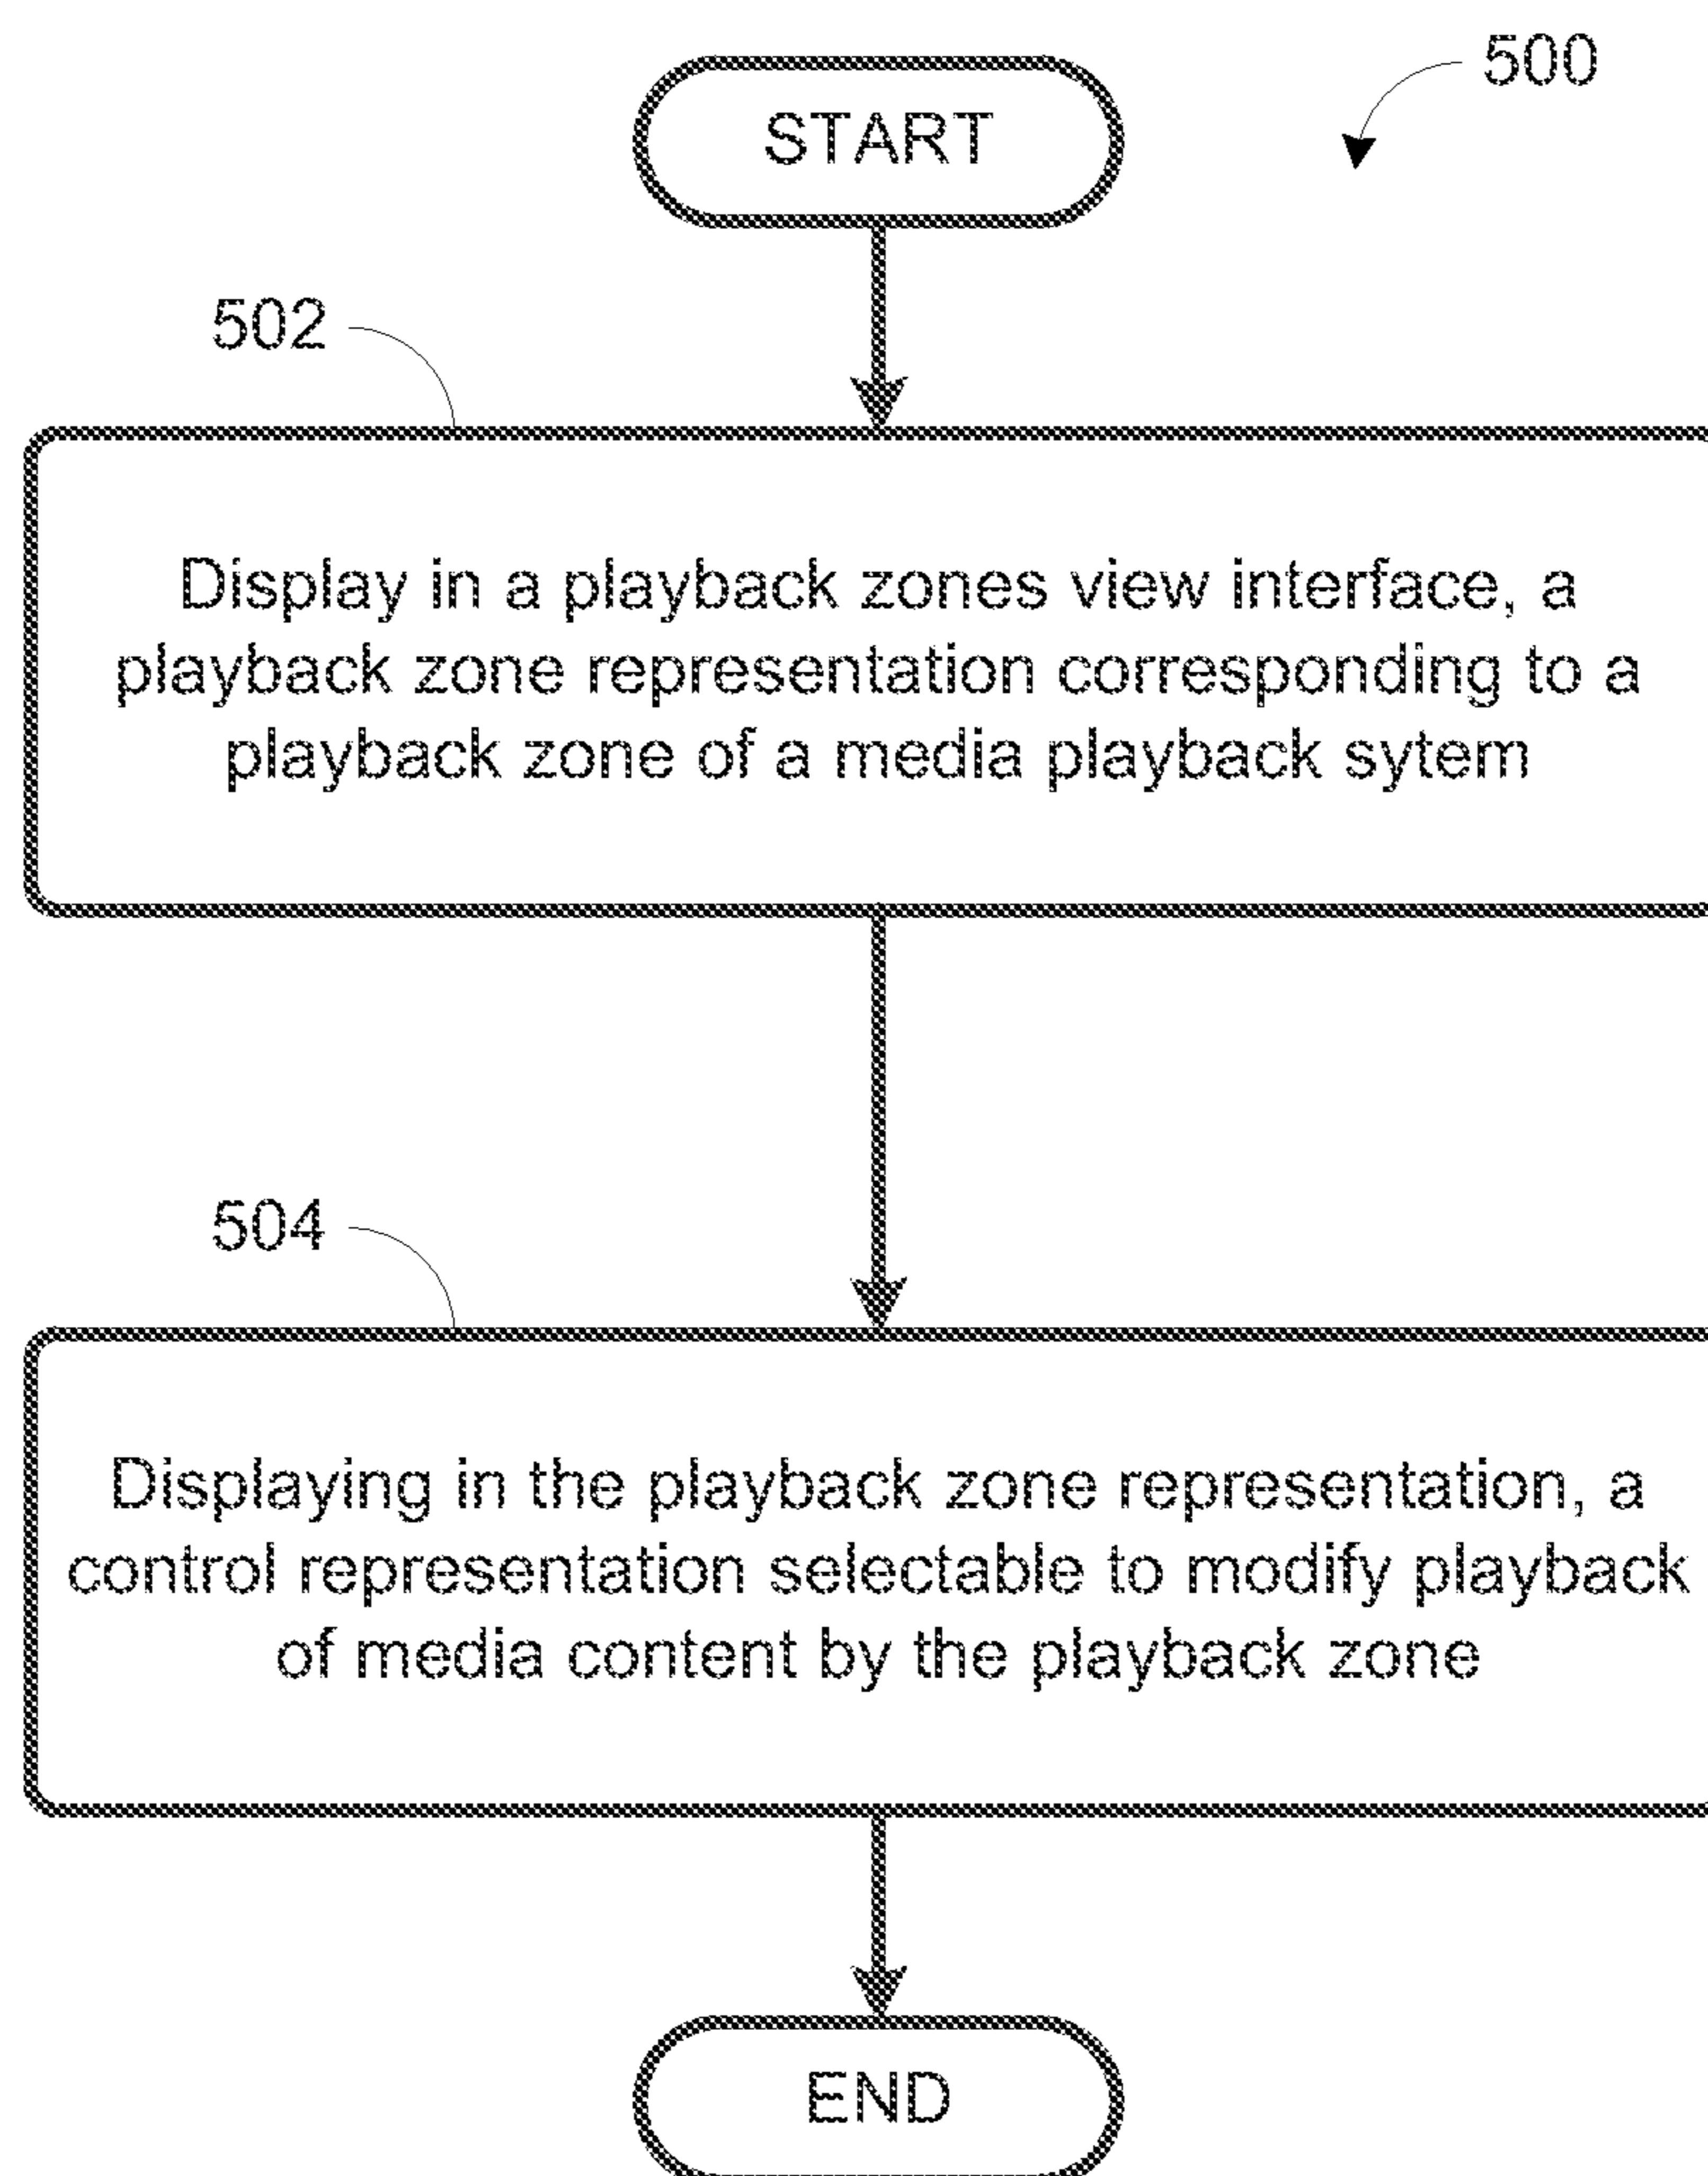 500
START
502
Display in a playback zones view interface, a
playback zone representation corresponding to a
playback zone of a media playback sytem
504
Displaying in the playback zone representation, a
control representation selectable to modify playback
of media content by the playback zone
END